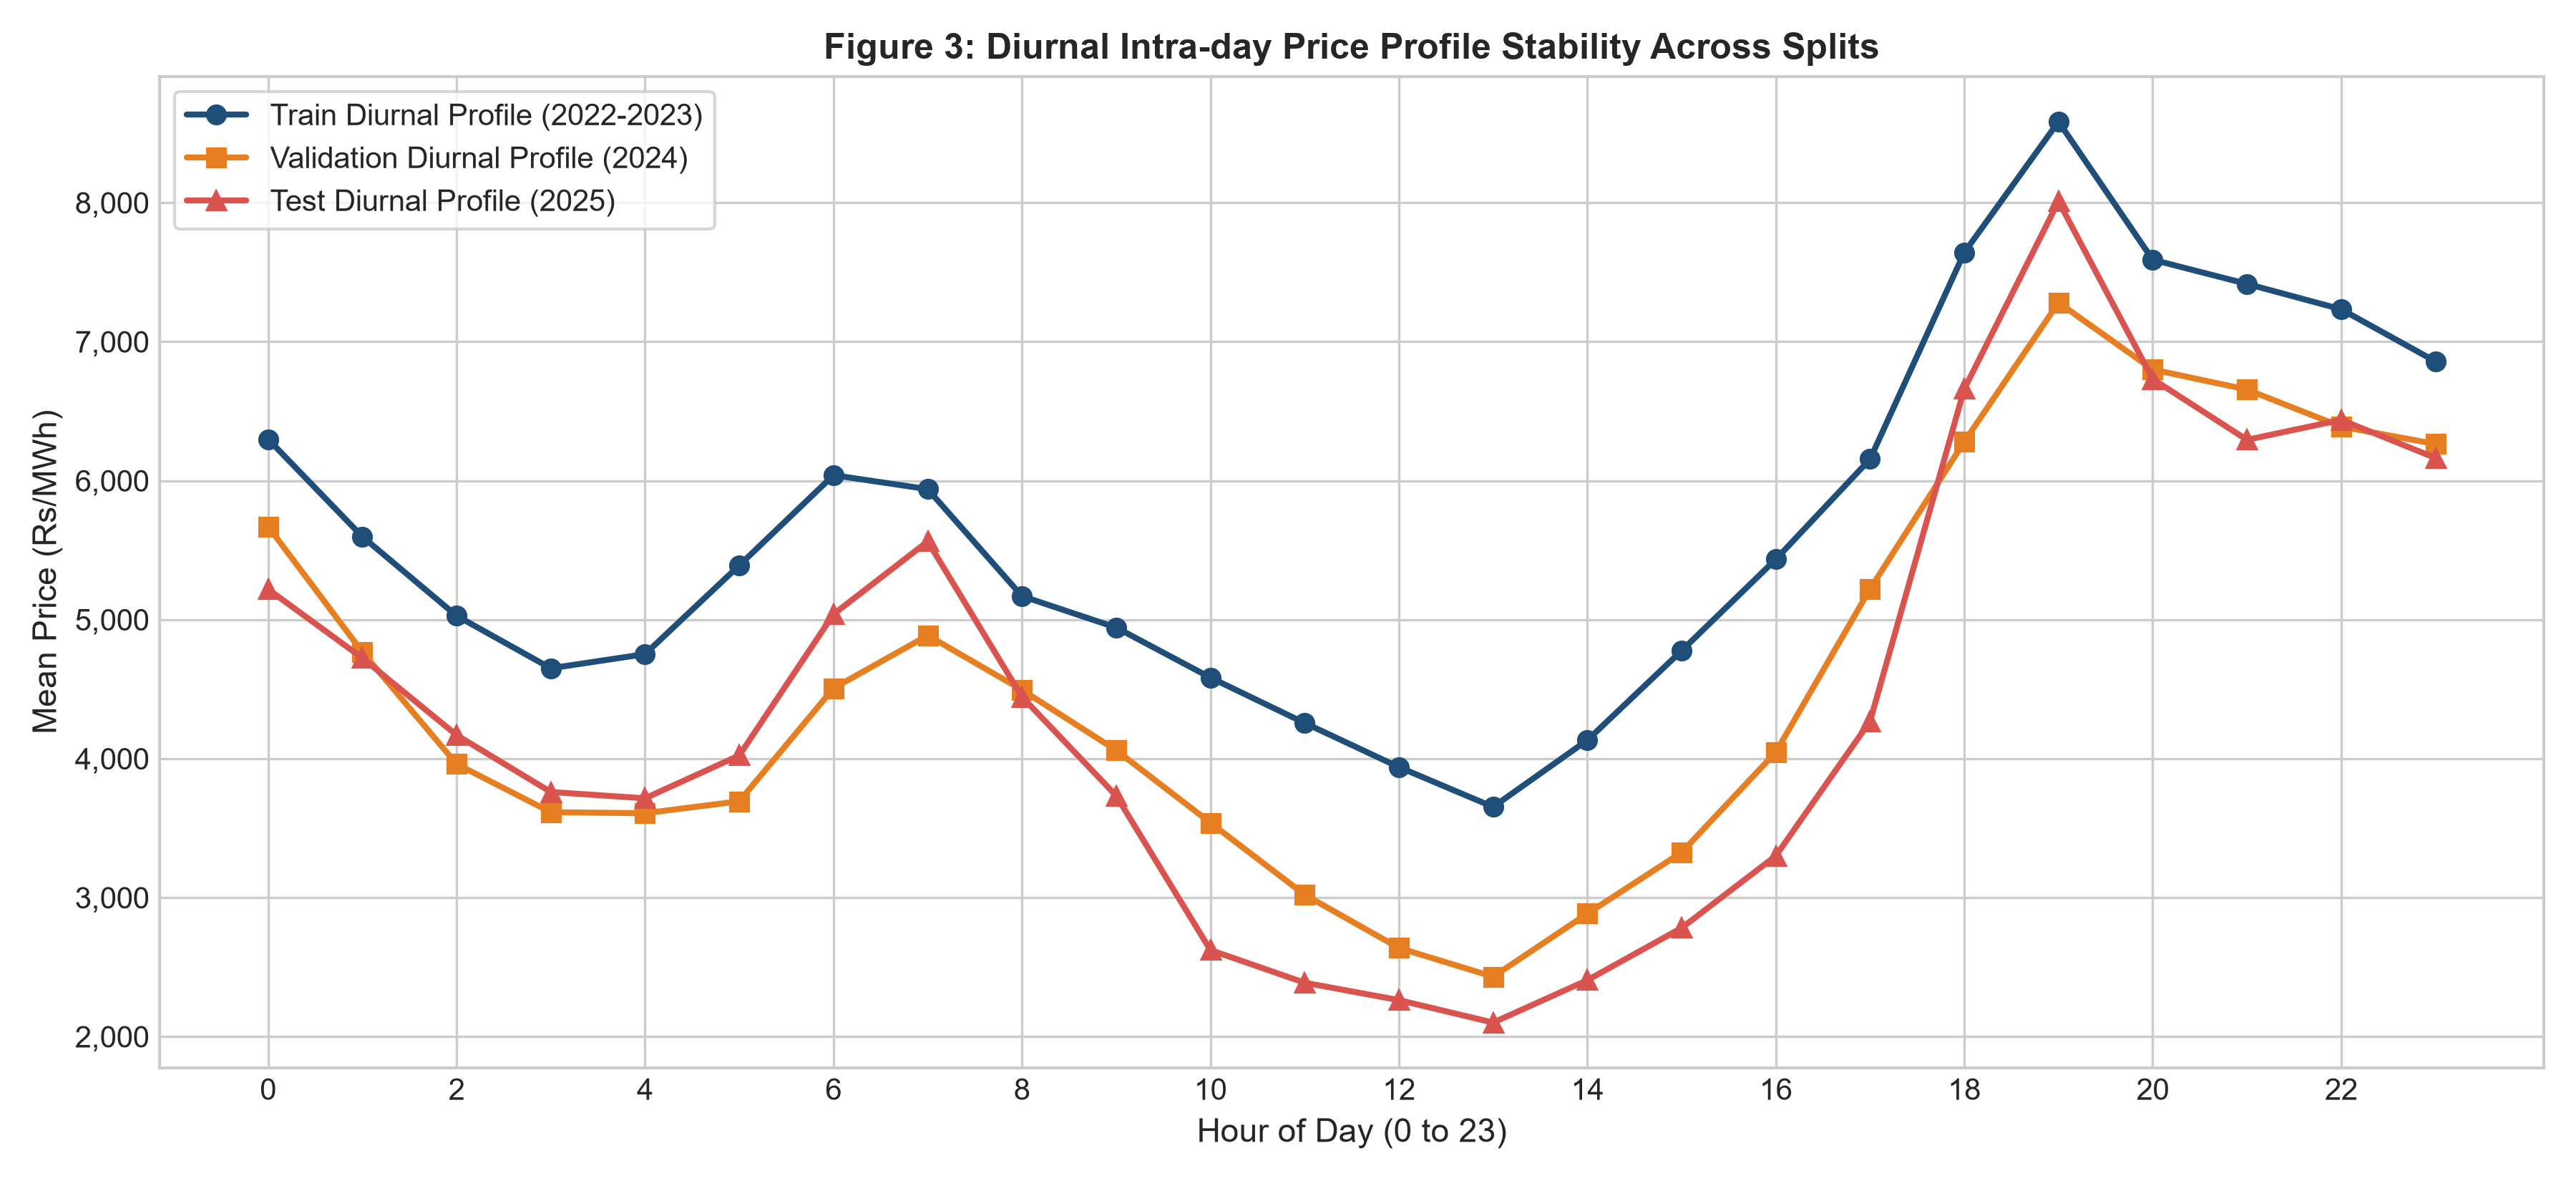 Figure 3: Diurnal Intra-day Price Profile Stability Across Splits
Train Diurnal Profile (2022-2023)
Validation Diurnal Profile (2024)
Test Diurnal Profile (2025)
Mean Price (Rs/MWh)
8,000
7,000
6,000
5,000
4,000
3,000
2,000
0 2 4 6 8 10 12 14 16 18 20 22
Hour of Day (0 to 23)